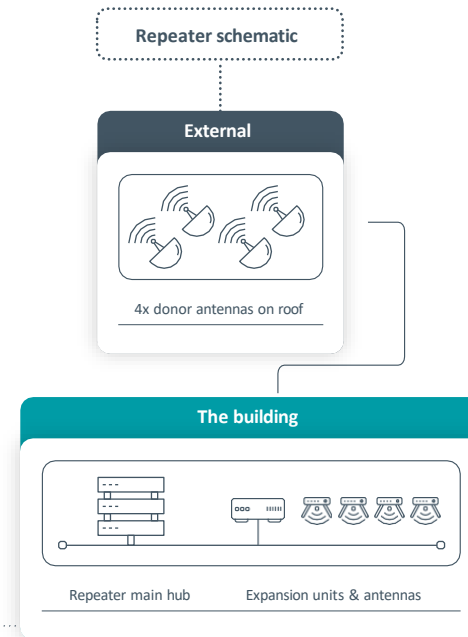 Repeater schematic
External
4x donor antennas on roof
The building
Repeater main hub
Expansion units & antennas